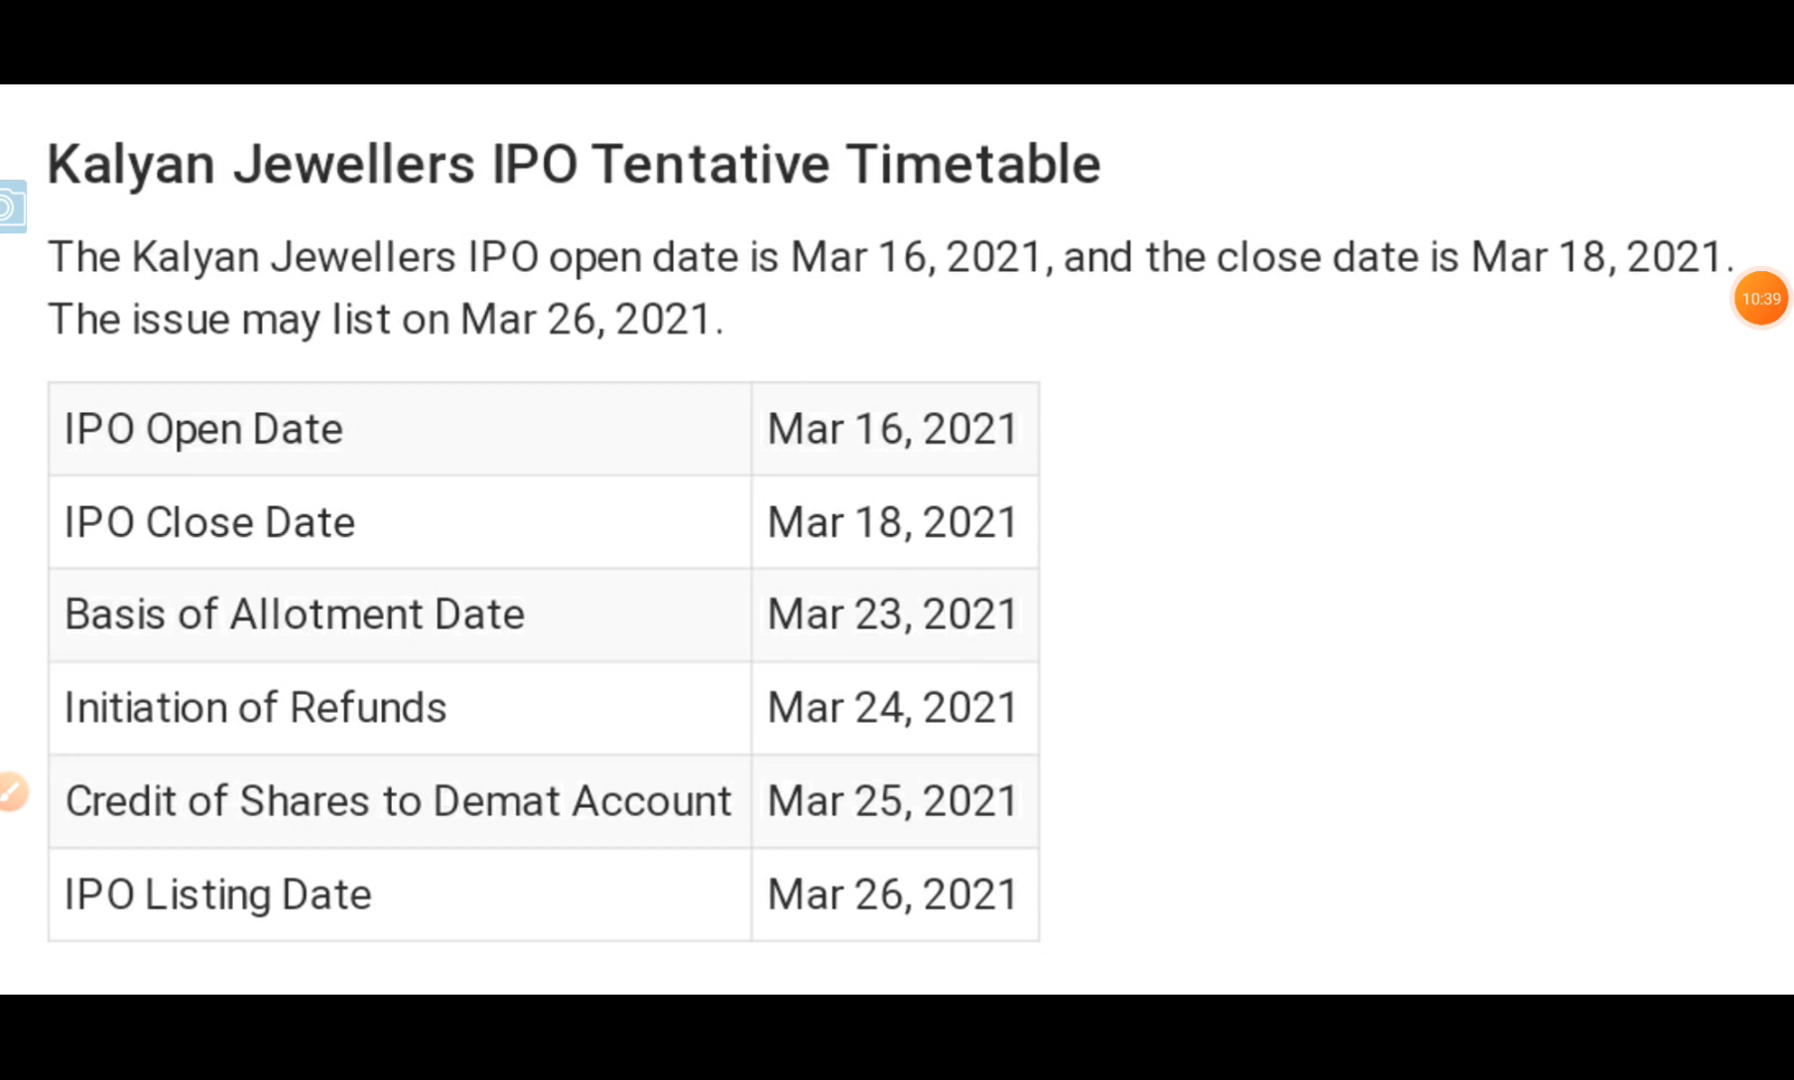 Kalyan Jewellers IPO Tentative Timetable
The Kalyan Jewellers IPO open date is Mar 16, 2021, and the close date is Mar 18, 2021.
The issue may list on Mar 26, 2021.
10:39
IPO Open Date Mar 16, 2021
IPO Close Date Mar 18, 2021
Basis of Allotment Date Mar 23, 2021
Initiation of Refunds Mar 24, 2021
Credit of Shares to Demat Account Mar 25, 2021
IPO Listing Date Mar 26, 2021